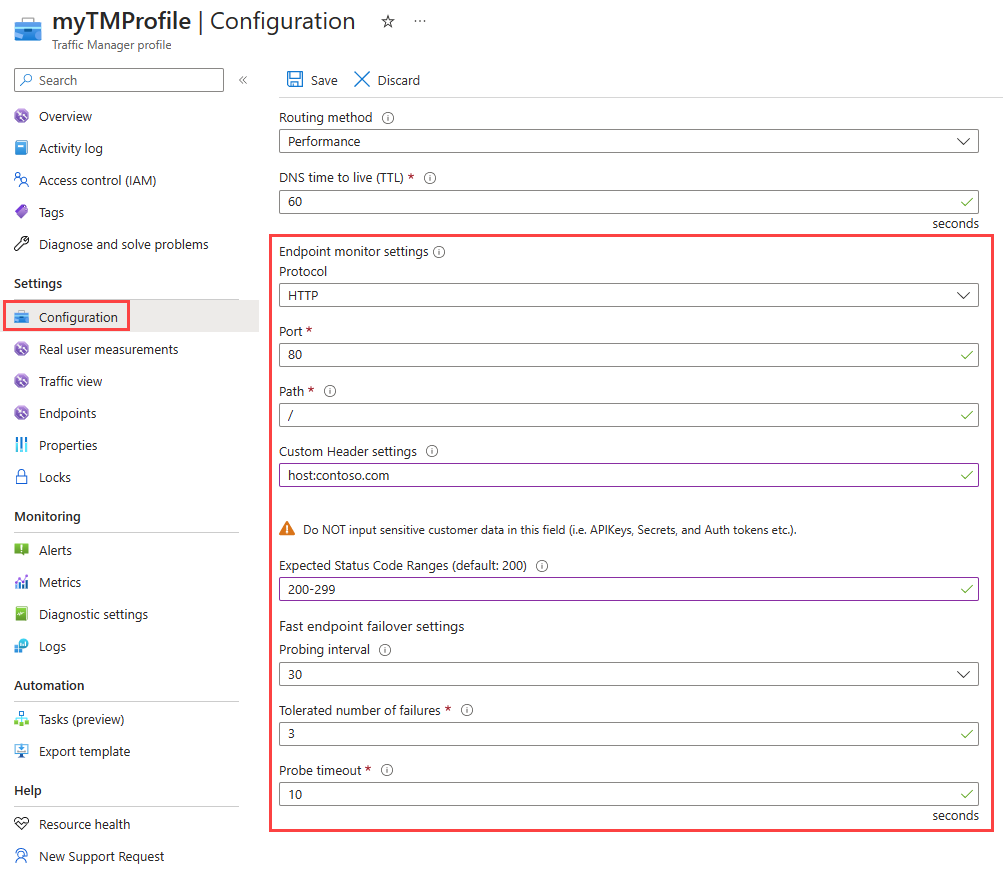 myTMProfile | Configuration
Traffic Manager profile
Search
Overview
Activity log
Access control (IAM)
Tags
Diagnose and solve problems
Settings
Configuration
Real user measurements
Traffic view
Endpoints
Properties
Locks
Monitoring
Alerts
Metrics
Diagnostic settings
Logs
Automation
Tasks (preview)
Export template
Help
Resource health
New Support Request
Save
Discard
Routing method
Performance
DNS time to live (TTL) *
60
seconds
Endpoint monitor settings
Protocol
HTTP
Port *
80
Path *
/
Custom Header settings
host:contoso.com
Do NOT input sensitive customer data in this field (i.e. APIKeys, Secrets, and Auth tokens etc.).
Expected Status Code Ranges (default: 200)
200-299
Fast endpoint failover settings
Probing interval
30
Tolerated number of failures *
3
Probe timeout *
10
seconds